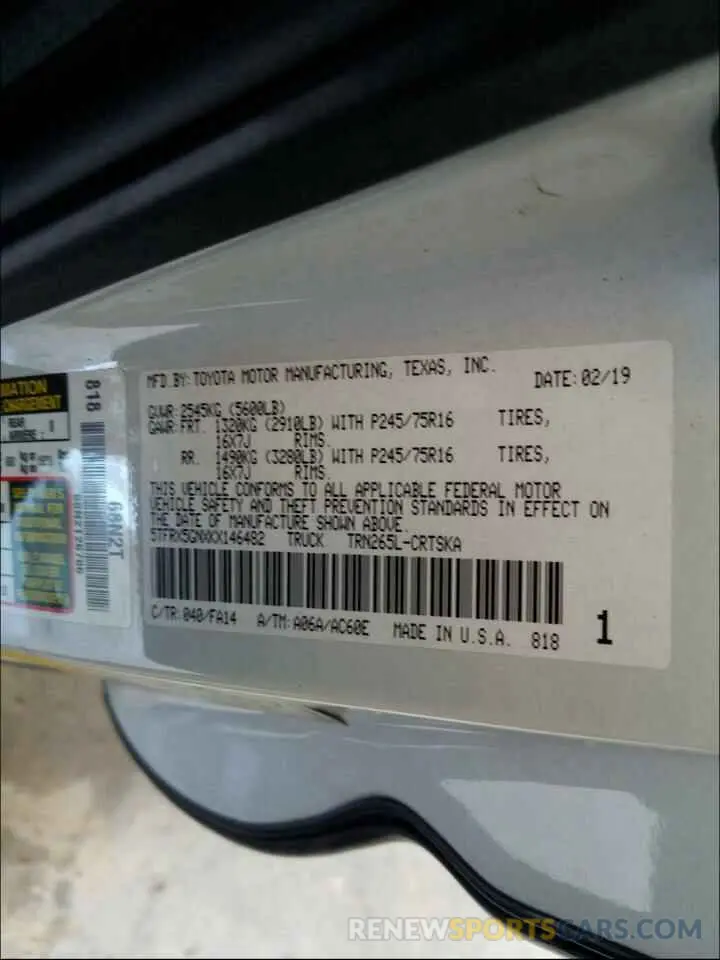 MFD.BY:TOYOTA MOTOR MANUFACTURING, TEXAS, INC. DATE:02/19
GVWR:2545KG (5600LB)
GAWR:FRT. 1320KG (2910LB) WITH P245/75R16 TIRES,
16X7J RIMS.
RR. 1490KG (3280LB) WITH P245/75R16 TIRES,
16X7J RIMS.
THIS VEHICLE CONFORMS TO ALL APPLICABLE FEDERAL MOTOR
VEHICLE SAFETY AND THEFT PREVENTION STANDARDS IN EFFECT ON
THE DATE OF MANUFACTURE SHOWN ABOVE.
5TFRX5GNXKX146482 TRUCK TRN265L-CRTSKA
C/TR:040/FA14 A/TM:A06A/AC60E MADE IN U.S.A. 818 1
818
REAR
RENEWSPORTSCARS.COM